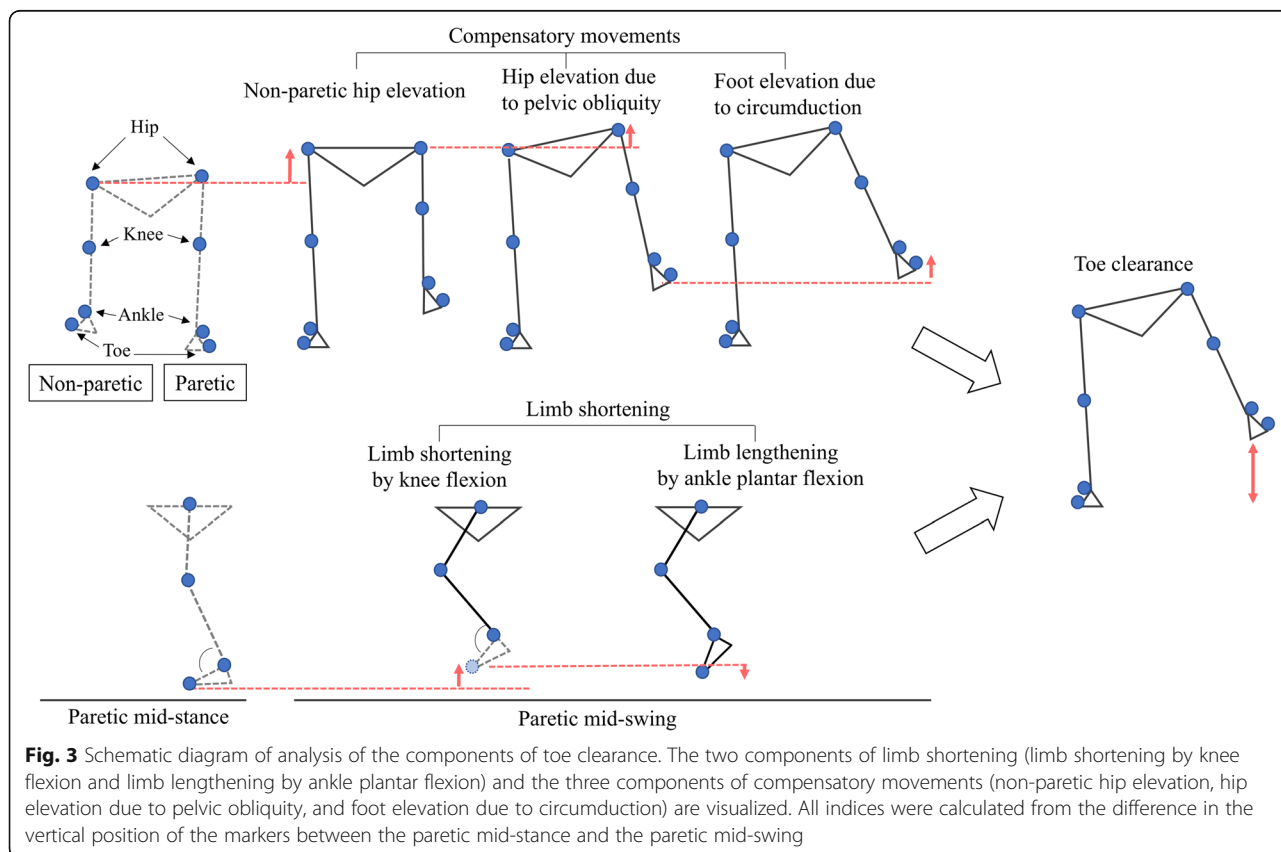 Compensatory movements
Non-paretic hip elevation
Hip elevation due
to pelvic obliquity
Foot elevation due
to circumduction
Hip
Knee
Ankle
Toe
Non-paretic
Paretic
Toe clearance
Limb shortening
Limb shortening
by knee flexion
Limb lengthening
by ankle plantar flexion
Paretic mid-stance
Paretic mid-swing
Fig. 3 Schematic diagram of analysis of the components of toe clearance. The two components of limb shortening (limb shortening by knee
flexion and limb lengthening by ankle plantar flexion) and the three components of compensatory movements (non-paretic hip elevation, hip
elevation due to pelvic obliquity, and foot elevation due to circumduction) are visualized. All indices were calculated from the difference in the
vertical position of the markers between the paretic mid-stance and the paretic mid-swing